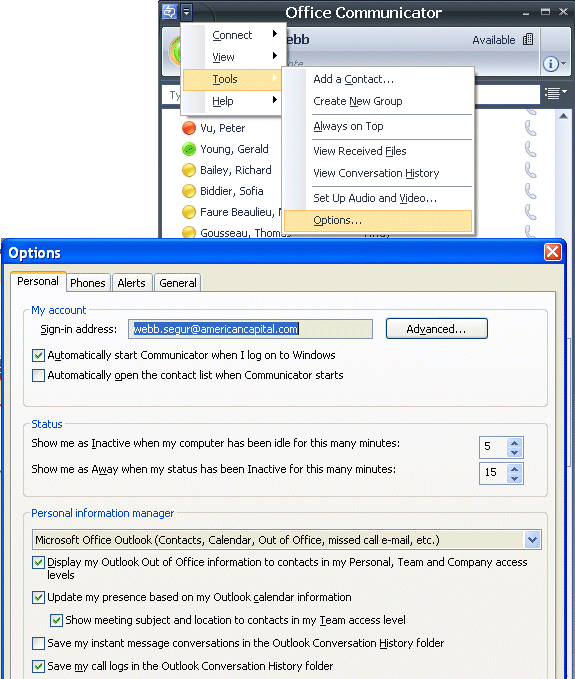 Office Communicator
Connect
ebb
Available
View
Tools
Add a Contact...
Ty
Help
Create New Group
Vu, Peter
Always on Top
Young, Gerald
View Received Files
Bailey, Richard
View Conversation History
Biddier, Sofia
Set Up Audio and Video...
Faure Beaulieu, N
Options...
Gousseau, Thomas
Options
Personal Phones Alerts General
My account
Sign-in address: webb.segur@americancapital.com Advanced...
Automatically start Communicator when I log on to Windows
Automatically open the contact list when Communicator starts
Status
Show me as Inactive when my computer has been idle for this many minutes: 5
Show me as Away when my status has been Inactive for this many minutes: 15
Personal information manager
Microsoft Office Outlook (Contacts, Calendar, Out of Office, missed call e-mail, etc.)
Display my Outlook Out of Office information to contacts in my Personal, Team and Company access
levels
Update my presence based on my Outlook calendar information
Show meeting subject and location to contacts in my Team access level
Save my instant message conversations in the Outlook Conversation History folder
Save my call logs in the Outlook Conversation History folder